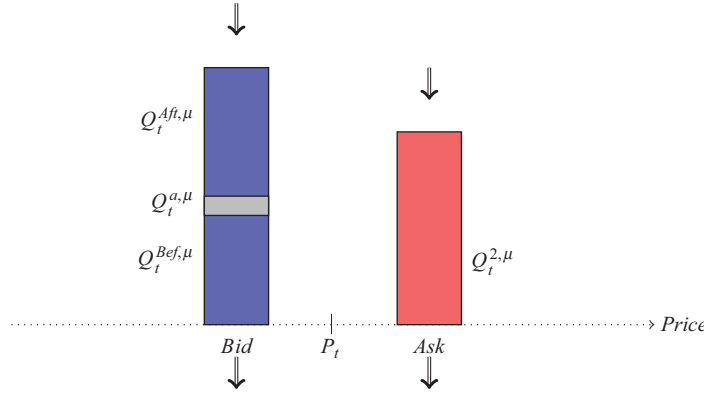 Q_t^{Aft,μ}
Q_t^{a,μ}
Q_t^{Bef,μ}
Q_t^{2,μ}
Price
Bid P_t Ask